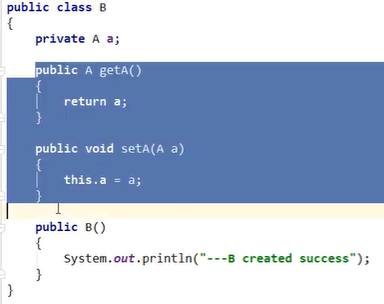 public class B
{
private A a;
public A getA()
{
return a;
}
public void setA(A a)
{
this.a = a;
}
public B()
{
System.out.println("---B created success");
}
}